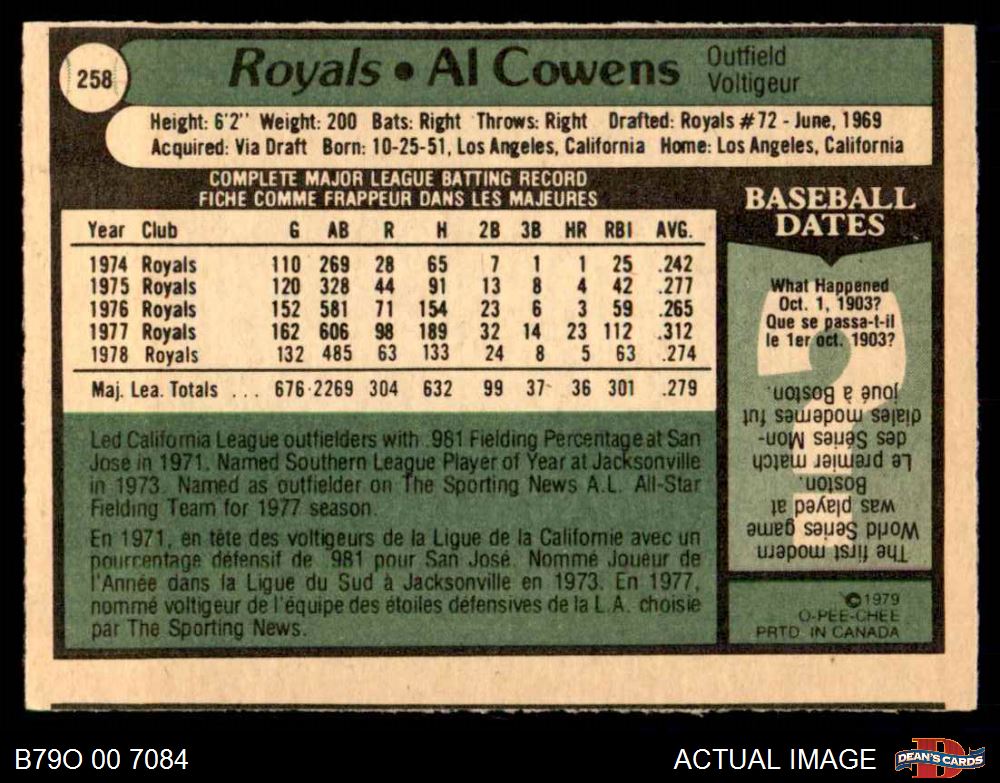 258
Royals • Al Cowens
Outfield
Voltigeur
Height: 6'2" Weight: 200 Bats: Right Throws: Right Drafted: Royals #72 - June, 1969
Acquired: Via Draft Born: 10-25-51, Los Angeles, California Home: Los Angeles, California
COMPLETE MAJOR LEAGUE BATTING RECORD
FICHE COMME FRAPPEUR DANS LES MAJEURES
Year Club G AB R H 2B 3B HR RBI AVG.
1974 Royals 110 269 28 65 7 1 1 25 .242
1975 Royals 120 328 44 91 13 8 4 42 .277
1976 Royals 152 581 71 154 23 6 3 59 .265
1977 Royals 162 606 98 189 32 14 23 112 .312
1978 Royals 132 485 63 133 24 8 5 63 .274
Maj. Lea. Totals ... 676 2269 304 632 99 37 36 301 .279
Led California League outfielders with .981 Fielding Percentage at San
Jose in 1971. Named Southern League Player of Year at Jacksonville
in 1973. Named as outfielder on The Sporting News A.L. All-Star
Fielding Team for 1977 season.
En 1971, en tête des voltigeurs de la Ligue de la Californie avec un
pourcentage défensif de .981 pour San José. Nommé Joueur de
l'Année dans la Ligue du Sud à Jacksonville en 1973. En 1977,
nommé voltigeur de l'équipe des étoiles défensives de la L.A. choisie
par The Sporting News.
BASEBALL
DATES
What Happened
Oct. 1, 1903?
Que se passa-t-il
le 1er oct. 1903?
The first modern
World Series game
was played at
Boston.
Le premier match
des Séries Mon-
diales modernes fut
joué à Boston.
©1979
O-PEE-CHEE
PRTD. IN CANADA
B79O 00 7084
ACTUAL IMAGE
D
DEAN'S CARDS